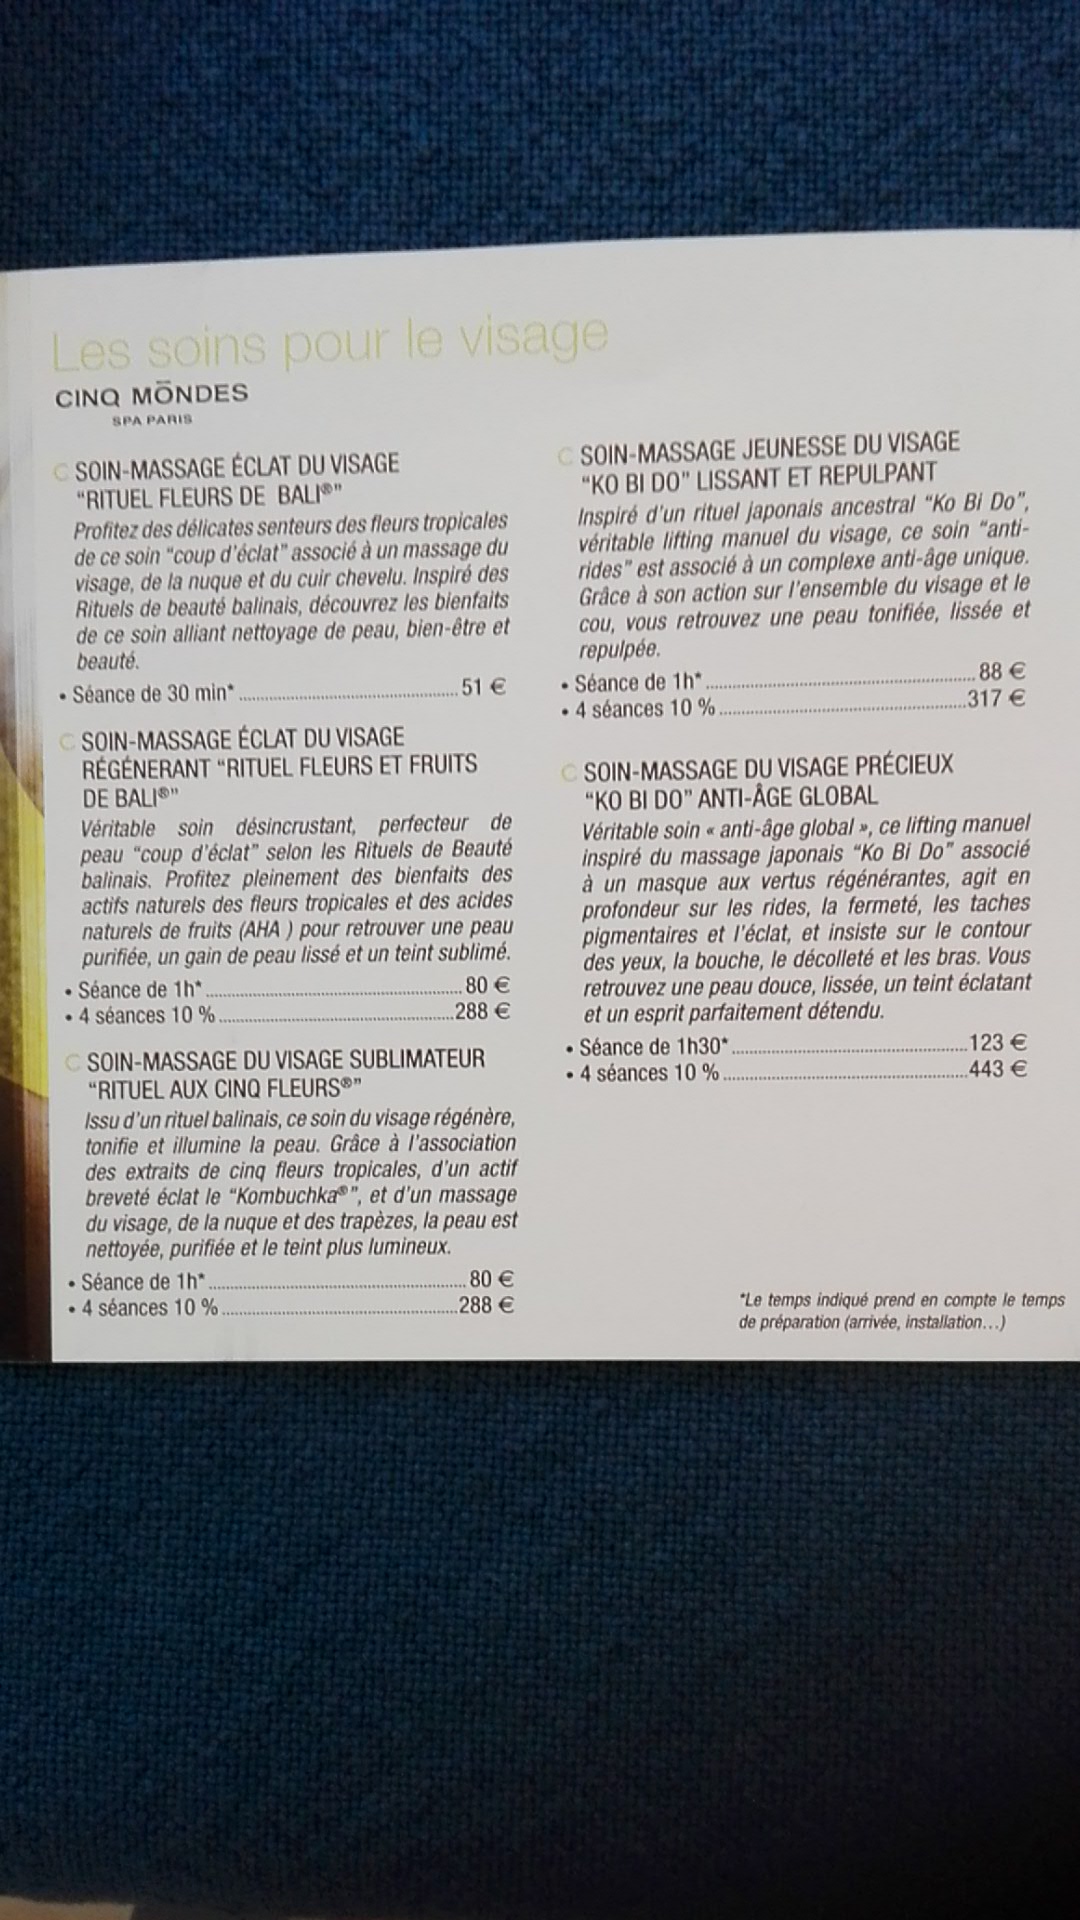 Les soins pour le visage
CINQ MŌNDES
SPA PARIS
SOIN-MASSAGE ÉCLAT DU VISAGE
“RITUEL FLEURS DE BALI®”
Profitez des délicates senteurs des fleurs tropicales
de ce soin “coup d’éclat” associé à un massage du
visage, de la nuque et du cuir chevelu. Inspiré des
Rituels de beauté balinais, découvrez les bienfaits
de ce soin alliant nettoyage de peau, bien-être et
beauté.
• Séance de 30 min* ........ 51 €
SOIN-MASSAGE ÉCLAT DU VISAGE
RÉGÉNERANT “RITUEL FLEURS ET FRUITS
DE BALI®”
Véritable soin désincrustant, perfecteur de
peau “coup d’éclat” selon les Rituels de Beauté
balinais. Profitez pleinement des bienfaits des
actifs naturels des fleurs tropicales et des acides
naturels de fruits (AHA ) pour retrouver une peau
purifiée, un gain de peau lissé et un teint sublimé.
• Séance de 1h* ........ 80 €
• 4 séances 10 % ........ 288 €
SOIN-MASSAGE DU VISAGE SUBLIMATEUR
“RITUEL AUX CINQ FLEURS®”
Issu d’un rituel balinais, ce soin du visage régénère,
tonifie et illumine la peau. Grâce à l’association
des extraits de cinq fleurs tropicales, d’un actif
breveté éclat le “Kombuchka®”, et d’un massage
du visage, de la nuque et des trapèzes, la peau est
nettoyée, purifiée et le teint plus lumineux.
• Séance de 1h* ........ 80 €
• 4 séances 10 % ........ 288 €
SOIN-MASSAGE JEUNESSE DU VISAGE
“KO BI DO” LISSANT ET REPULPANT
Inspiré d’un rituel japonais ancestral “Ko Bi Do”,
véritable lifting manuel du visage, ce soin “anti-
rides” est associé à un complexe anti-âge unique.
Grâce à son action sur l’ensemble du visage et le
cou, vous retrouvez une peau tonifiée, lissée et
repulpée.
• Séance de 1h* ........ 88 €
• 4 séances 10 % ........ 317 €
SOIN-MASSAGE DU VISAGE PRÉCIEUX
“KO BI DO” ANTI-ÂGE GLOBAL
Véritable soin « anti-âge global », ce lifting manuel
inspiré du massage japonais “Ko Bi Do” associé
à un masque aux vertus régénérantes, agit en
profondeur sur les rides, la fermeté, les taches
pigmentaires et l’éclat, et insiste sur le contour
des yeux, la bouche, le décolleté et les bras. Vous
retrouvez une peau douce, lissée, un teint éclatant
et un esprit parfaitement détendu.
• Séance de 1h30* ........ 123 €
• 4 séances 10 % ........ 443 €
*Le temps indiqué prend en compte le temps
de préparation (arrivée, installation…)